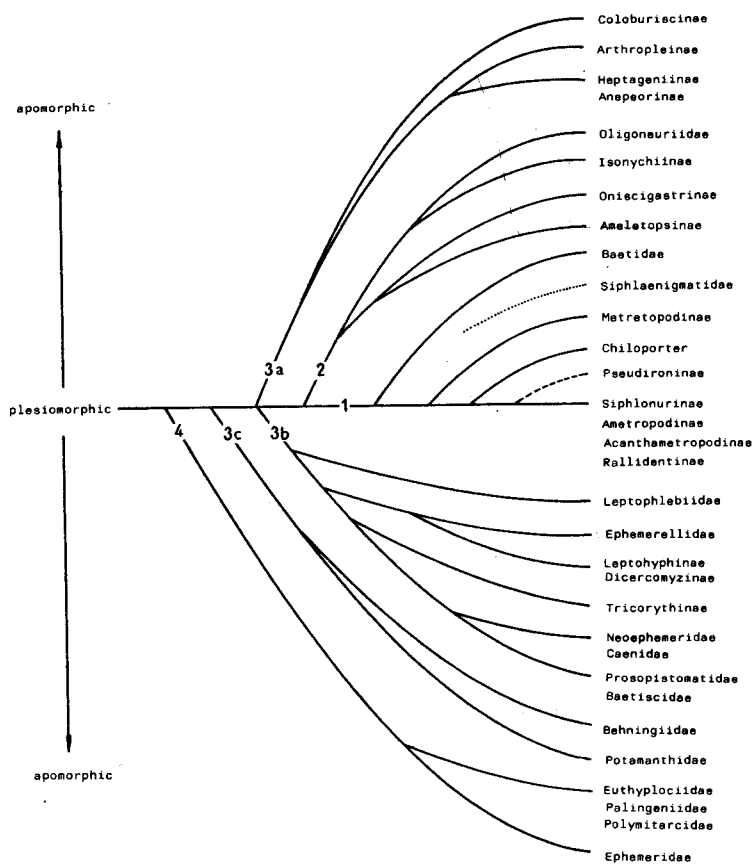 Coloburiscinae
Arthropleinae
Heptageniinae
Anepeorinae
apomorphic
Oligoneuriidae
Isonychiinae
Oniscigastrinae
Ameletopsinae
Baetidae
Siphlaenigmatidae
Metretopodinae
Chiloporter
3a 2
Pseudironinae
plesiomorphic 1 Siphlonurinae
4 3c 3b
Ametropodinae
Acanthametropodinae
Rallidentinae
Leptophlebiidae
Ephemerellidae
Leptohyphinae
Dicercomyzinae
Tricorythinae
Neoephemeridae
Caenidae
Prosopistomatidae
Baetiscidae
Behningiidae
Potamanthidae
apomorphic
Euthyplociidae
Palingeniidae
Polymitarcidae
Ephemeridae